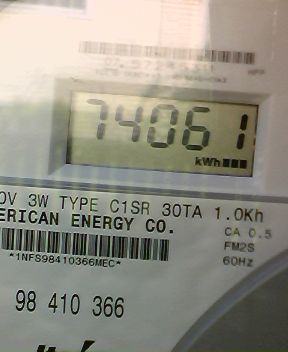 74061
kWh
0V 3W TYPE C1SR 30TA 1.0Kh
ERICAN ENERGY CO.
CA 0.5
FM2S
60Hz
*1NFS98410366MEC*
98 410 366